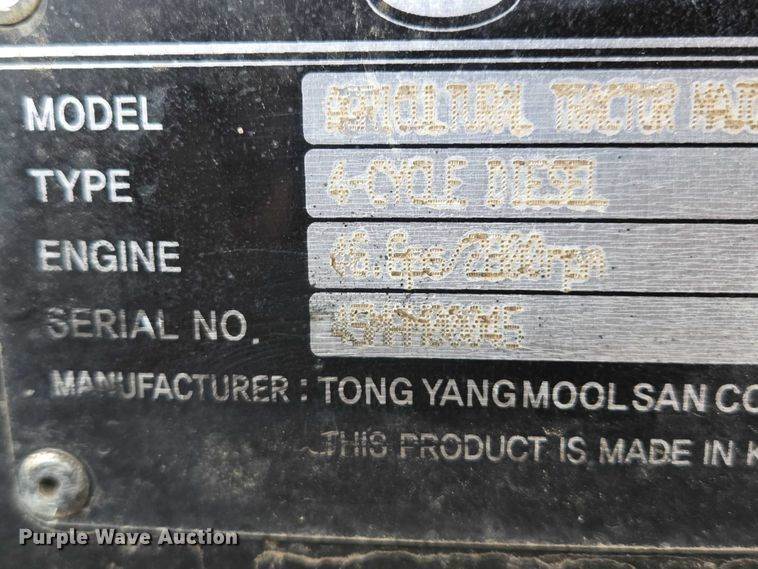 MODEL AGRICULTURAL TRACTOR
TYPE 4-CYCLE DIESEL
ENGINE
SERIAL NO.
MANUFACTURER : TONG YANG MOOLSAN CO
THIS PRODUCT IS MADE IN K
Purple Wave Auction